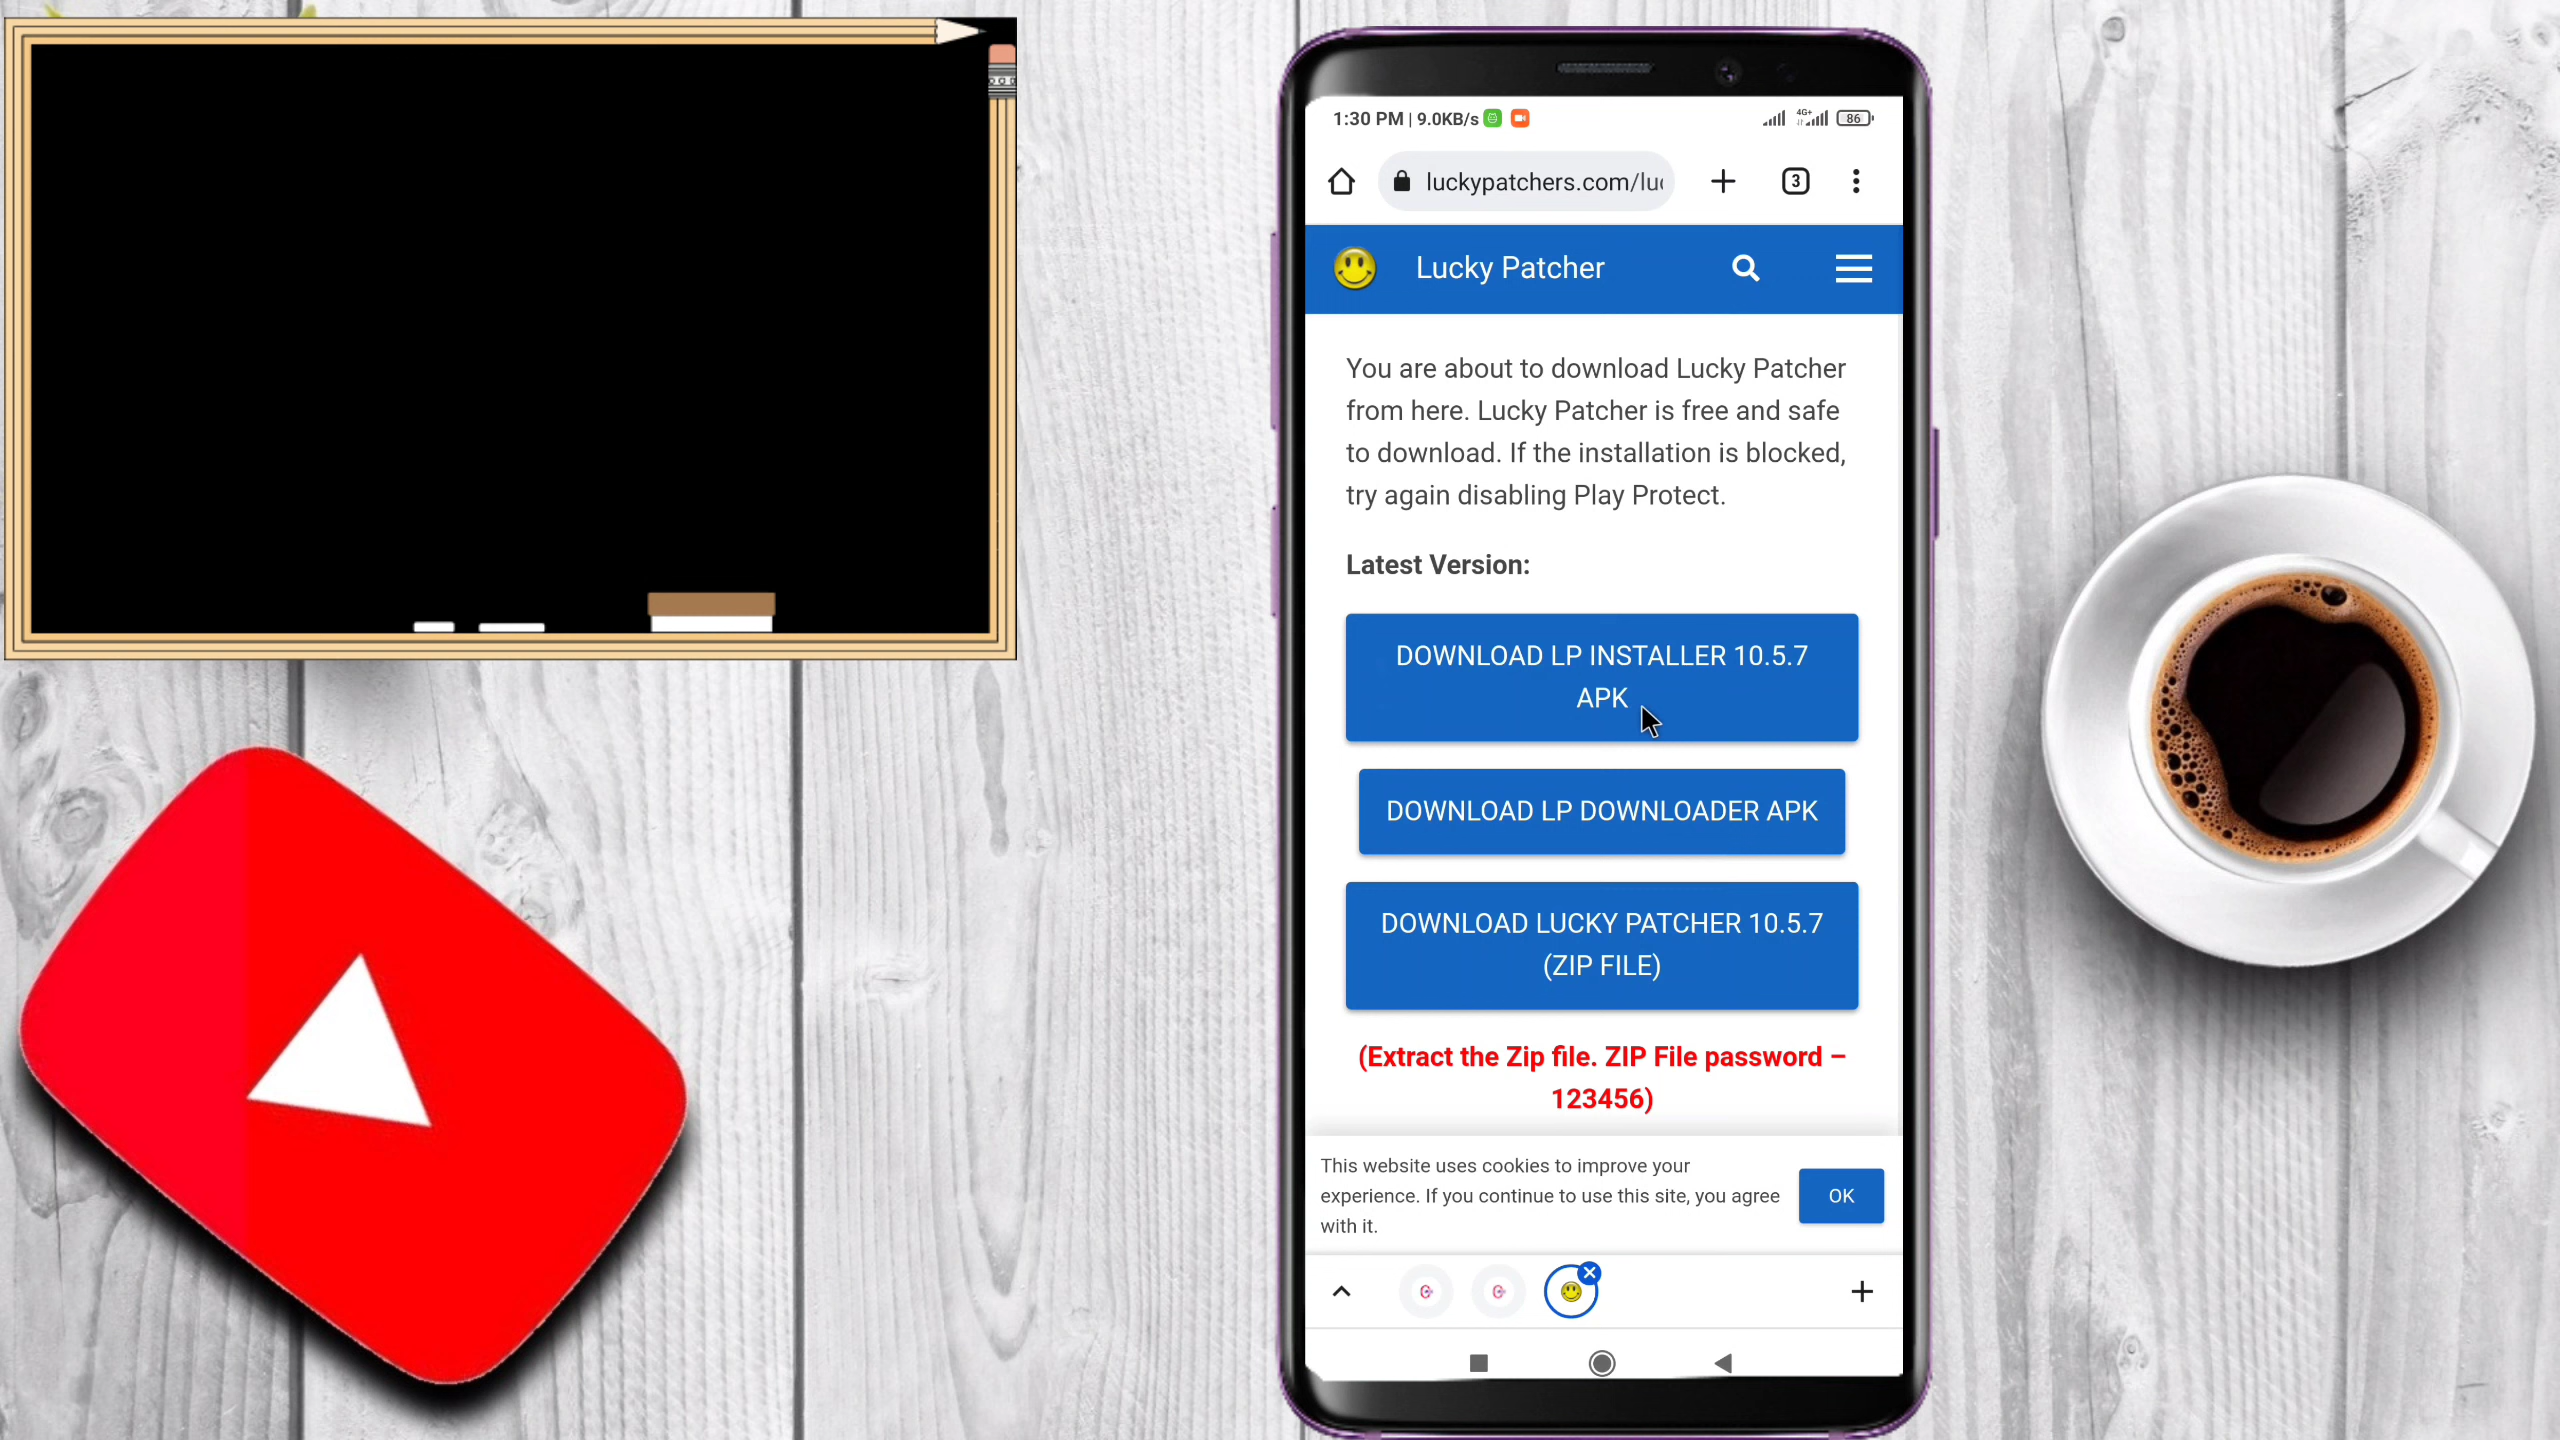 1:30 PM | 9.0KB/s
4G+
86
luckypatchers.com/lu
3
Lucky Patcher
You are about to download Lucky Patcher
from here. Lucky Patcher is free and safe
to download. If the installation is blocked,
try again disabling Play Protect.
Latest Version:
DOWNLOAD LP INSTALLER 10.5.7
APK
DOWNLOAD LP DOWNLOADER APK
DOWNLOAD LUCKY PATCHER 10.5.7
(ZIP FILE)
(Extract the Zip file. ZIP File password –
123456)
This website uses cookies to improve your
experience. If you continue to use this site, you agree
with it.
OK